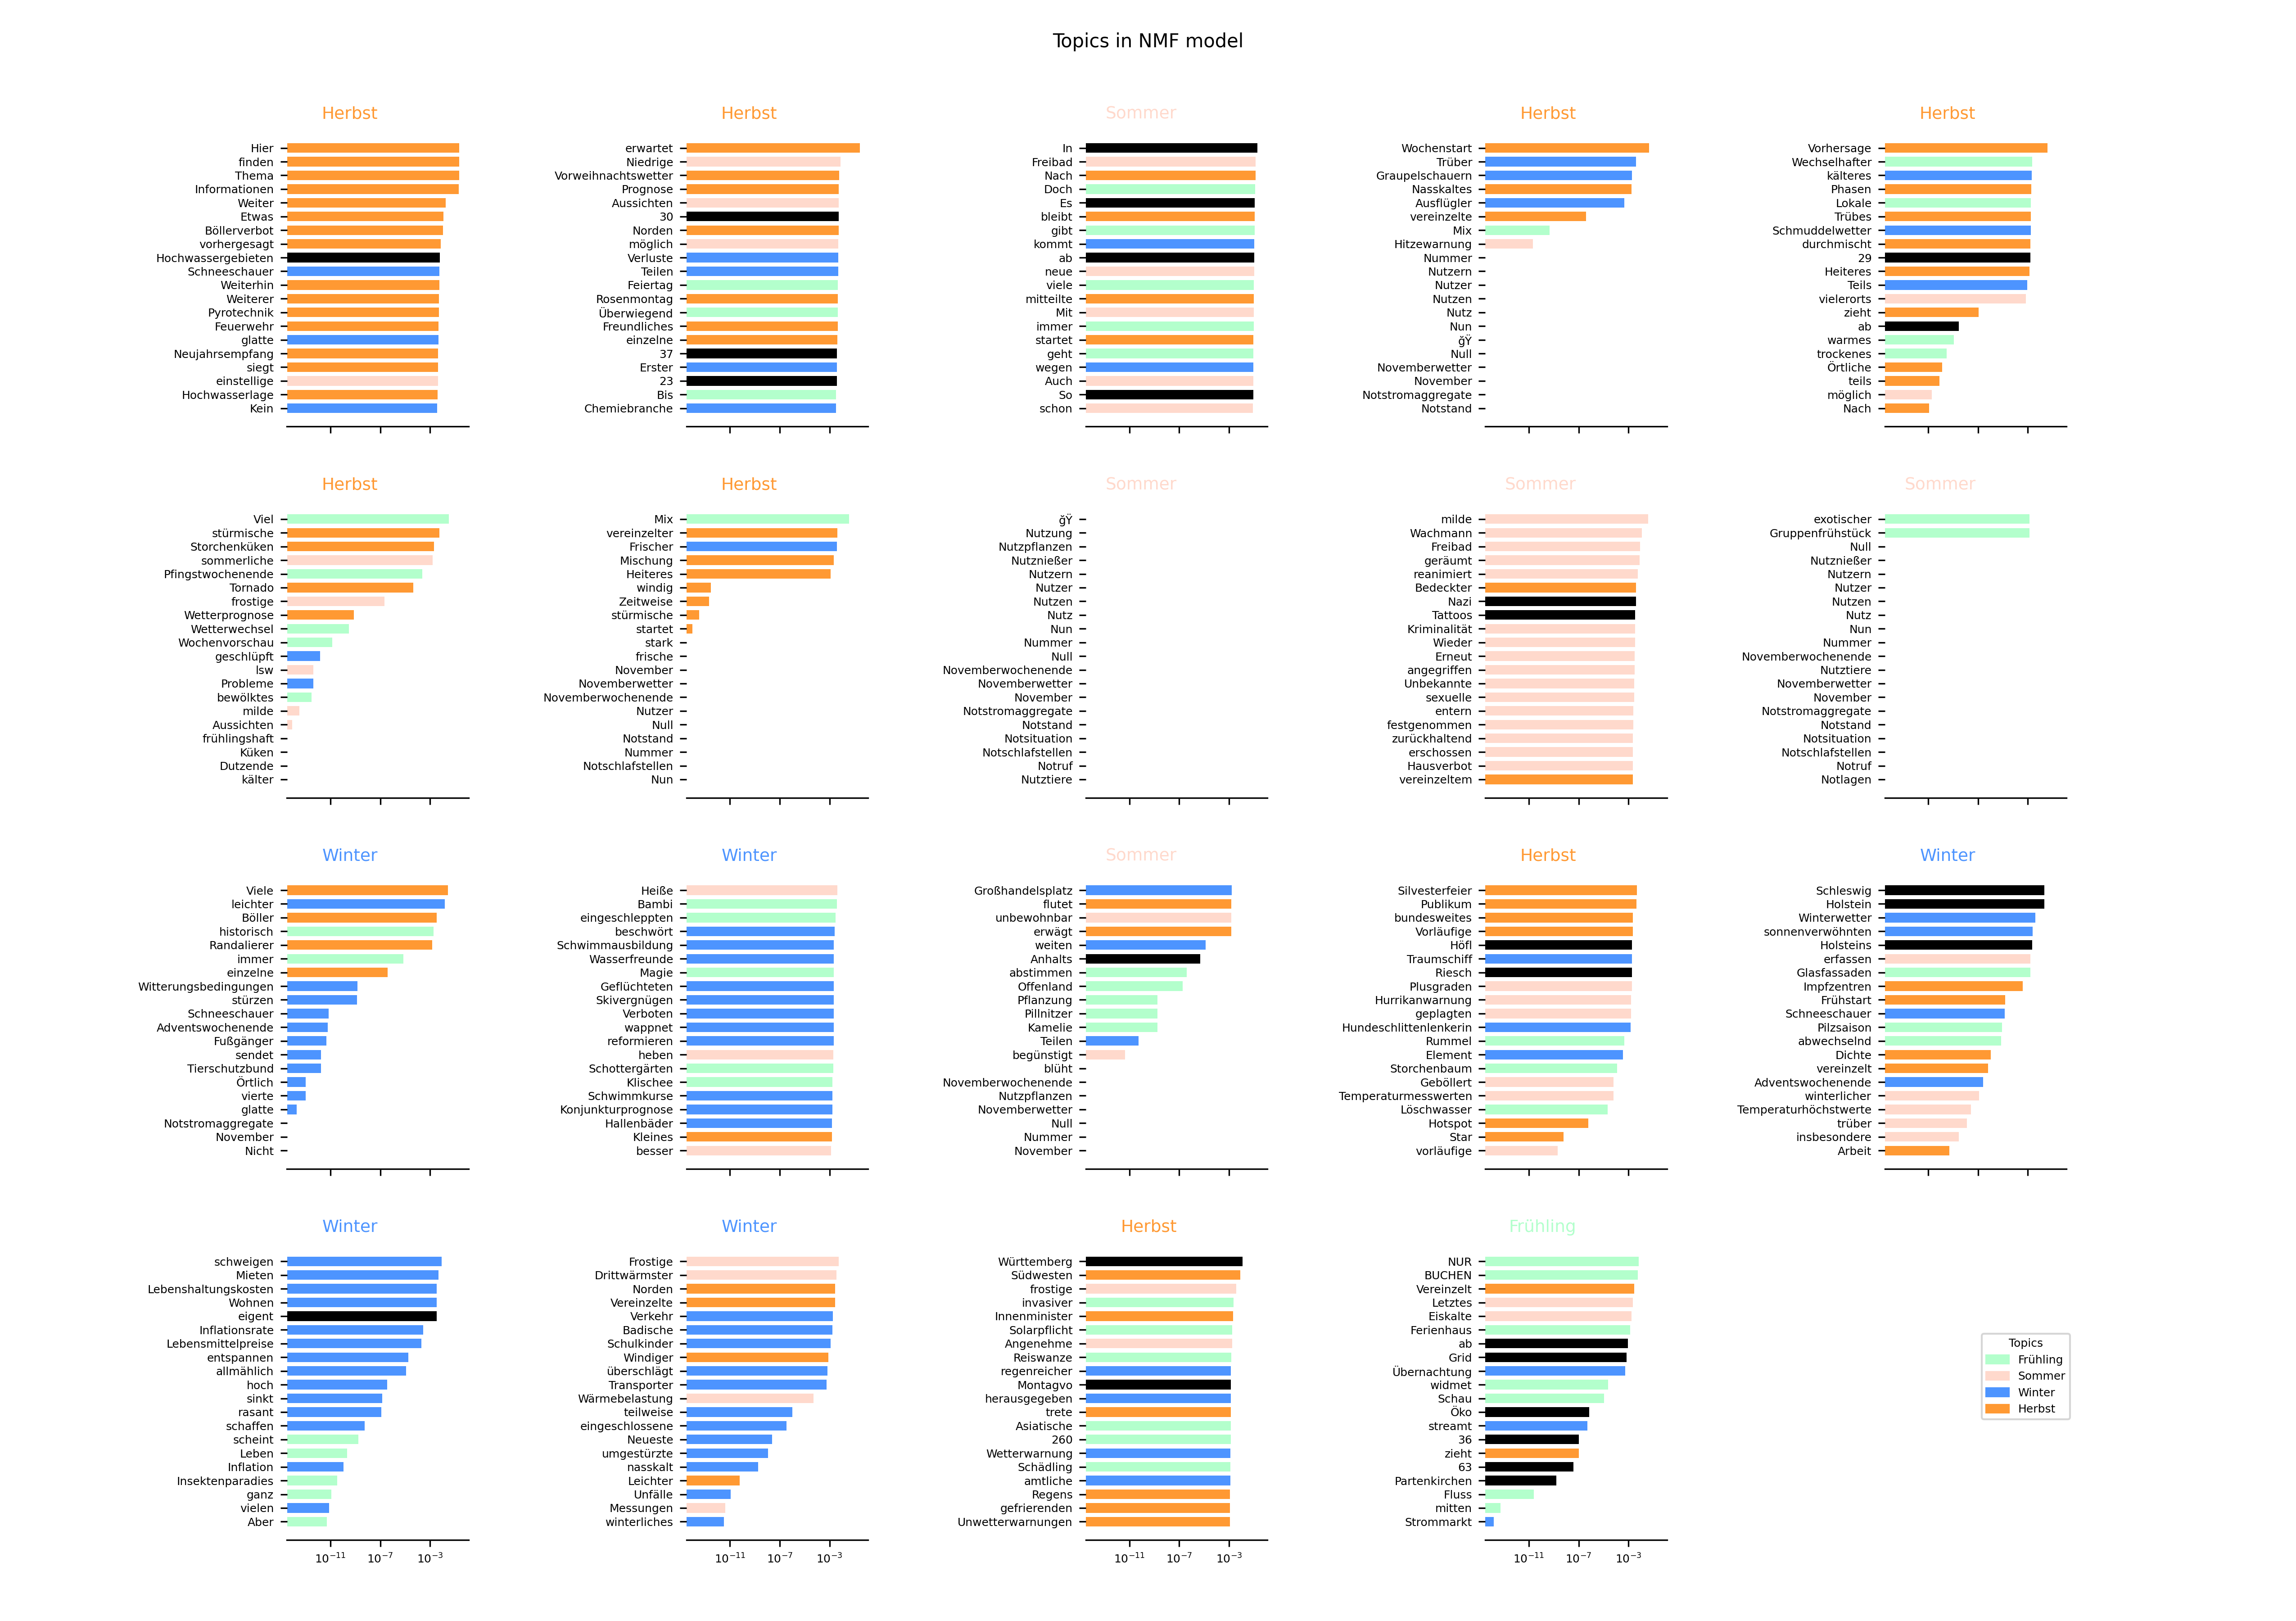 Topics in NMF model
Herbst
Hier
finden
Thema
Informationen
Weiter
Etwas
Böllerverbot
vorhergesagt
Hochwassergebieten
Schneeschauer
Weiterhin
Weiterer
Pyrotechnik
Feuerwehr
glatte
Neujahrsempfang
siegt
einstellige
Hochwasserlage
Kein
Herbst
erwartet
Niedrige
Vorweihnachtswetter
Prognose
Aussichten
30
Norden
möglich
Verluste
Teilen
Feiertag
Rosenmontag
Überwiegend
Freundliches
einzelne
37
Erster
23
Bis
Chemiebranche
Sommer
In
Freibad
Nach
Doch
Es
bleibt
gibt
kommt
ab
neue
viele
mitteilte
Mit
immer
startet
geht
wegen
Auch
So
schon
Herbst
Wochenstart
Trüber
Graupelschauern
Nasskaltes
Ausflügler
vereinzelte
Mix
Hitzewarnung
Nummer
Nutzern
Nutzer
Nutzen
Nutz
Nun
ğŸ
Null
Novemberwetter
November
Notstromaggregate
Notstand
Herbst
Vorhersage
Wechselhafter
kälteres
Phasen
Lokale
Trübes
Schmuddelwetter
durchmischt
29
Heiteres
Teils
vielerorts
zieht
ab
warmes
trockenes
Örtliche
teils
möglich
Nach
Herbst
Viel
stürmische
Storchenküken
sommerliche
Pfingstwochenende
Tornado
frostige
Wetterprognose
Wetterwechsel
Wochenvorschau
geschlüpft
lsw
Probleme
bewölktes
milde
Aussichten
frühlingshaft
Küken
Dutzende
kälter
Herbst
Mix
vereinzelter
Frischer
Mischung
Heiteres
windig
Zeitweise
stürmische
startet
stark
frische
November
Novemberwetter
Novemberwochenende
Nutzer
Null
Notstand
Nummer
Notschlafstellen
Nun
Sommer
ğŸ
Nutzung
Nutzpflanzen
Nutznießer
Nutzern
Nutzer
Nutzen
Nutz
Nun
Nummer
Null
Novemberwochenende
Novemberwetter
November
Notstromaggregate
Notstand
Notsituation
Notschlafstellen
Notruf
Nutztiere
Sommer
milde
Wachmann
Freibad
geräumt
reanimiert
Bedeckter
Nazi
Tattoos
Kriminalität
Wieder
Erneut
angegriffen
Unbekannte
sexuelle
entern
festgenommen
zurückhaltend
erschossen
Hausverbot
vereinzeltem
Sommer
exotischer
Gruppenfrühstück
Null
Nutznießer
Nutzern
Nutzer
Nutzen
Nutz
Nun
Nummer
Novemberwochenende
Nutztiere
Novemberwetter
November
Notstromaggregate
Notstand
Notsituation
Notschlafstellen
Notruf
Notlagen
Winter
Viele
leichter
Böller
historisch
Randalierer
immer
einzelne
Witterungsbedingungen
stürzen
Schneeschauer
Adventswochenende
Fußgänger
sendet
Tierschutzbund
Örtlich
vierte
glatte
Notstromaggregate
November
Nicht
Winter
Heiße
Bambi
eingeschleppten
beschwört
Schwimmausbildung
Wasserfreunde
Magie
Geflüchteten
Skivergnügen
Verboten
wappnet
reformieren
heben
Schottergärten
Klischee
Schwimmkurse
Konjunkturprognose
Hallenbäder
Kleines
besser
Sommer
Großhandelsplatz
flutet
unbewohnbar
erwägt
weiten
Anhalts
abstimmen
Offenland
Pflanzung
Pillnitzer
Kamelie
Teilen
begünstigt
blüht
Novemberwochenende
Nutzpflanzen
Novemberwetter
Null
Nummer
November
Herbst
Silvesterfeier
Publikum
bundesweites
Vorläufige
Höfl
Traumschiff
Riesch
Plusgraden
Hurrikanwarnung
geplagten
Hundeschlittenlenkerin
Rummel
Element
Storchenbaum
Geböllert
Temperaturmesswerten
Löschwasser
Hotspot
Star
vorläufige
Winter
Schleswig
Holstein
Winterwetter
sonnenverwöhnten
Holsteins
erfassen
Glasfassaden
Impfzentren
Frühstart
Schneeschauer
Pilzsaison
abwechselnd
Dichte
vereinzelt
Adventswochenende
winterlicher
Temperaturhöchstwerte
trüber
insbesondere
Arbeit
Winter
schweigen
Mieten
Lebenshaltungskosten
Wohnen
eigent
Inflationsrate
Lebensmittelpreise
entspannen
allmählich
hoch
sinkt
rasant
schaffen
scheint
Leben
Inflation
Insektenparadies
ganz
vielen
Aber
10⁻¹¹ 10⁻⁷ 10⁻³
Winter
Frostige
Drittwärmster
Norden
Vereinzelte
Verkehr
Badische
Schulkinder
Windiger
überschlägt
Transporter
Wärmebelastung
teilweise
eingeschlossene
Neueste
umgestürzte
nasskalt
Leichter
Unfälle
Messungen
winterliches
10⁻¹¹ 10⁻⁷ 10⁻³
Herbst
Württemberg
Südwesten
frostige
invasiver
Innenminister
Solarpflicht
Angenehme
Reiswanze
regenreicher
Montagvo
herausgegeben
trete
Asiatische
260
Wetterwarnung
Schädling
amtliche
Regens
gefrierenden
Unwetterwarnungen
10⁻¹¹ 10⁻⁷ 10⁻³
Frühling
NUR
BUCHEN
Vereinzelt
Letztes
Eiskalte
Ferienhaus
ab
Grid
Übernachtung
widmet
Schau
Öko
streamt
36
zieht
63
Partenkirchen
Fluss
mitten
Strommarkt
10⁻¹¹ 10⁻⁷ 10⁻³
Topics
Frühling
Sommer
Winter
Herbst